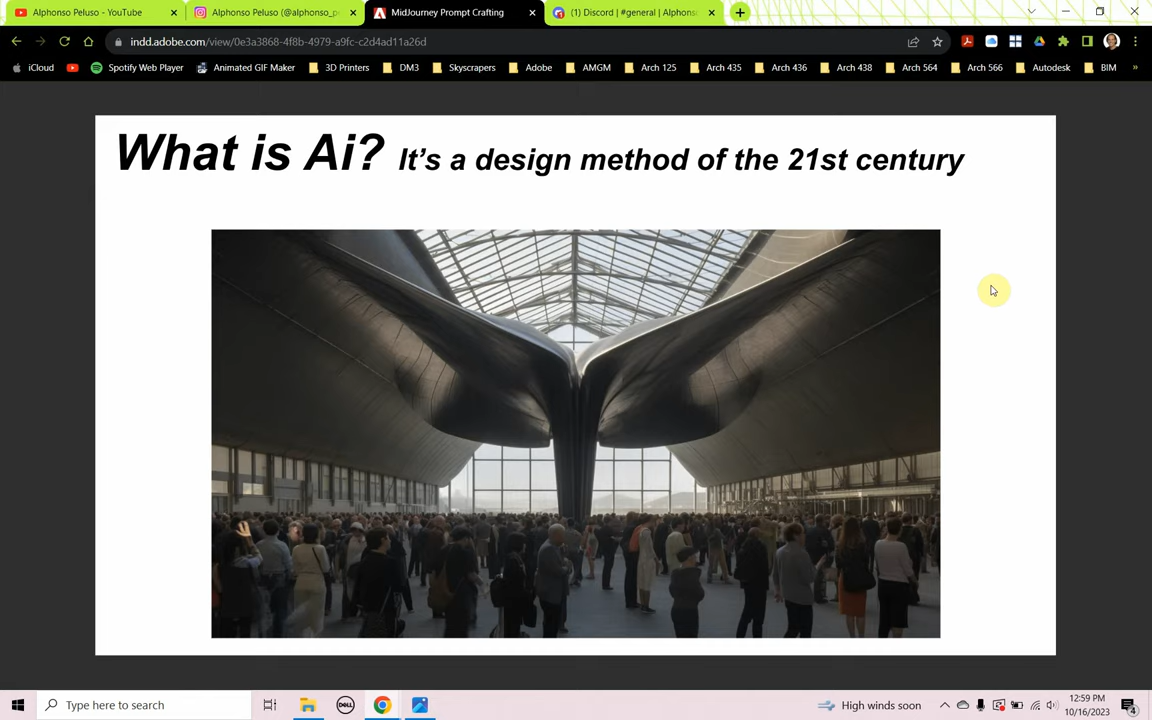 Alphonso Peluso - YouTube
Alphonso Peluso (@alphonso_p
MidJourney Prompt Crafting
(1) Discord | #general | Alphons
indd.adobe.com/view/0e3a3868-4f8b-4979-a9fc-c2d4ad11a26d
iCloud
Spotify Web Player
Animated GIF Maker
3D Printers
DM3
Skyscrapers
Adobe
AMGM
Arch 125
Arch 435
Arch 436
Arch 438
Arch 564
Arch 566
Autodesk
BIM
»
What is Ai? It's a design method of the 21st century
Type here to search
DELL
High winds soon
12:59 PM
10/16/2023
4